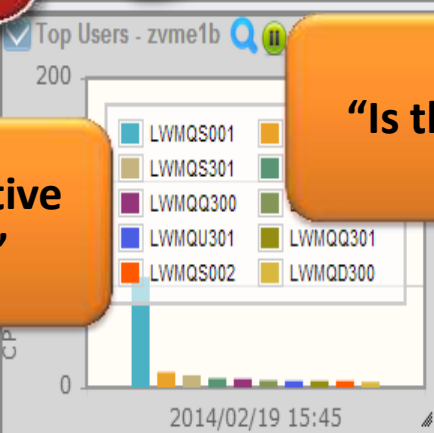 Top Users - zvme1b
200
"Is th
tive
"
LWMQS001
LWMQS301
LWMQQ300
LWMQU301 LWMQQ301
LWMQS002 LWMQD300
CP
0
2014/02/19 15:45